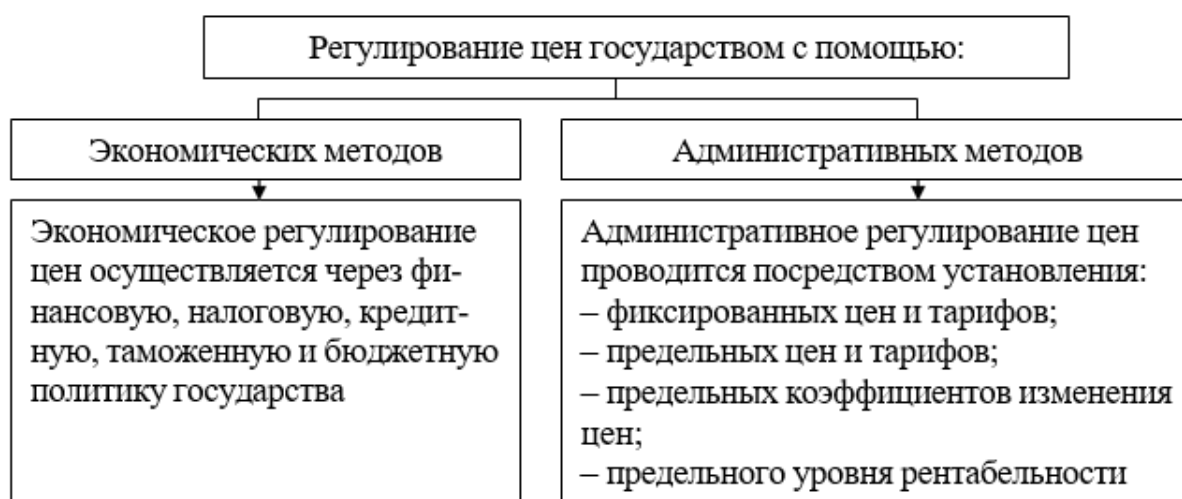 Регулирование цен государством с помощью:
Экономических методов
Административных методов
Экономическое регулирование
цен осуществляется через фи-
нансовую, налоговую, кредит-
ную, таможенную и бюджетную
политику государства
Административное регулирование цен
проводится посредством установления:
– фиксированных цен и тарифов;
– предельных цен и тарифов;
– предельных коэффициентов изменения
цен;
– предельного уровня рентабельности